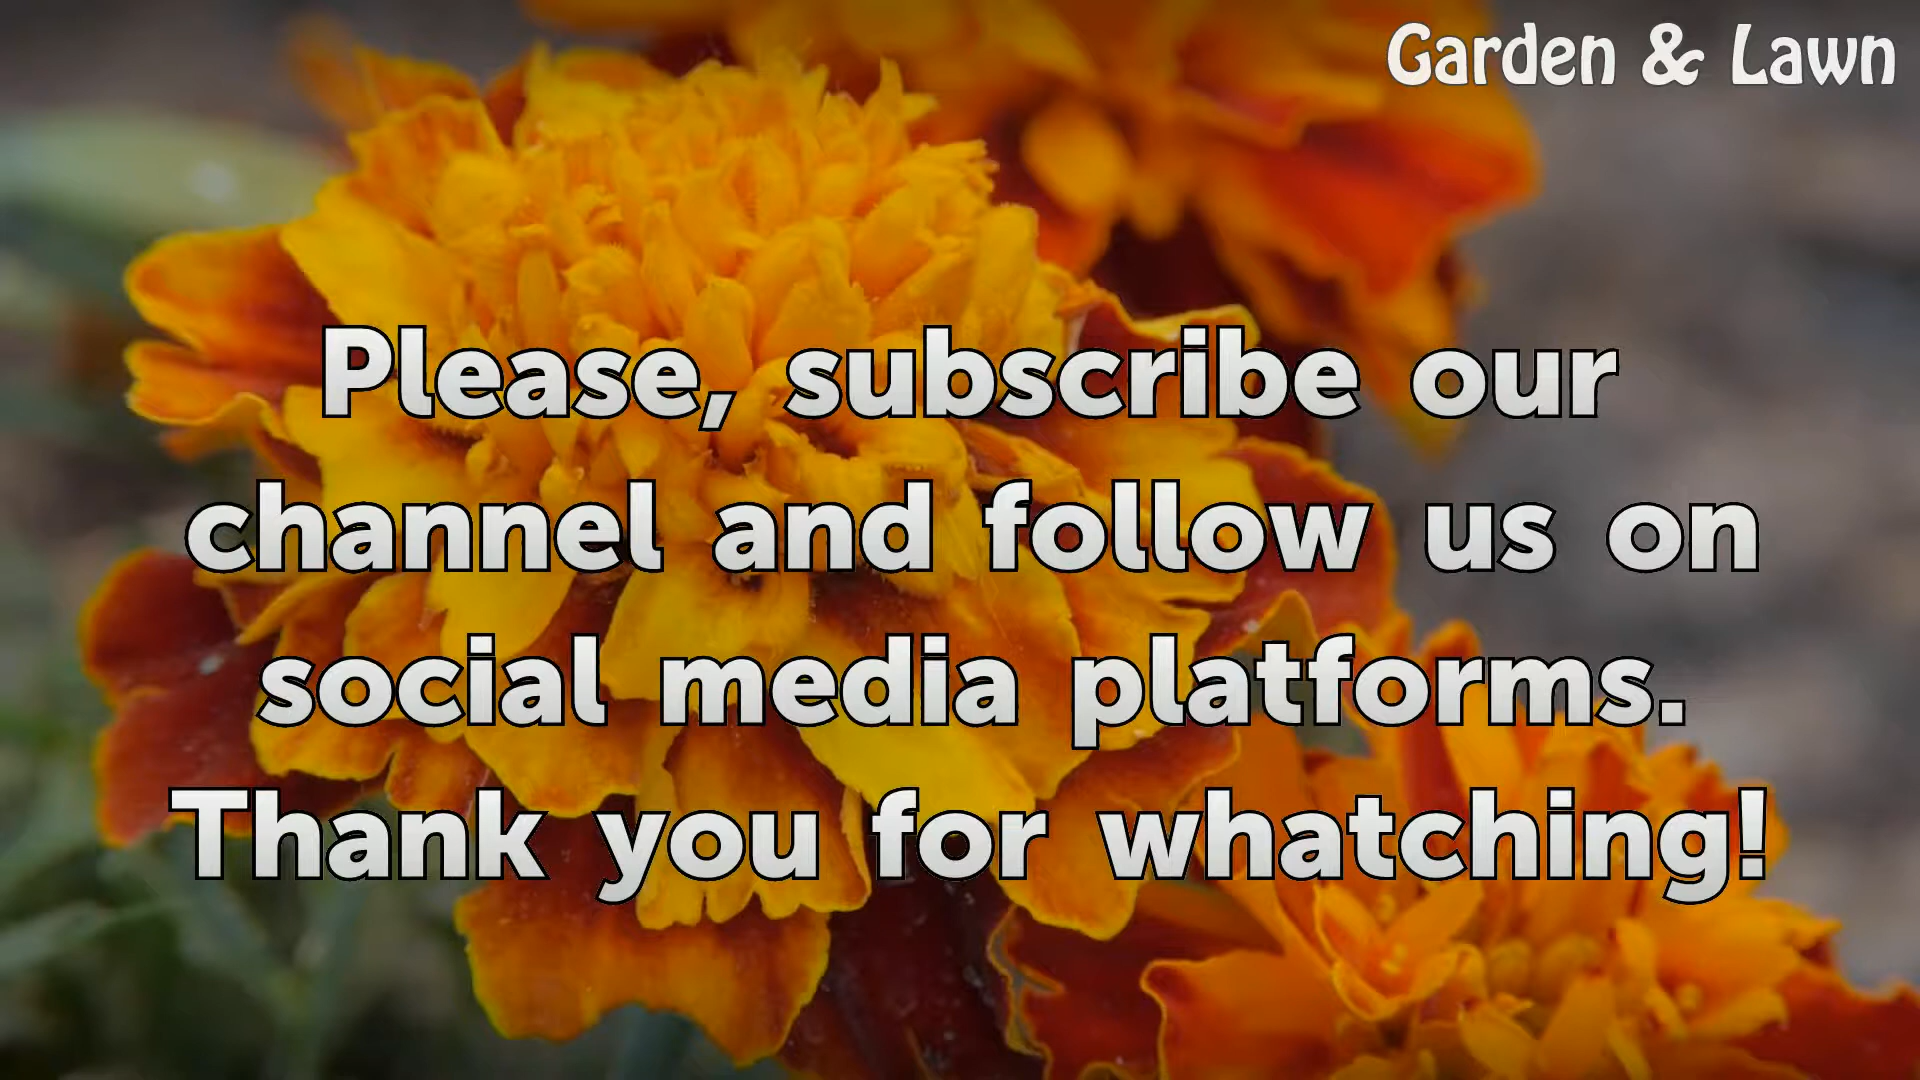 Garden & Lawn
Please, subscribe our
channel and follow us on
social media platforms.
Thank you for whatching!